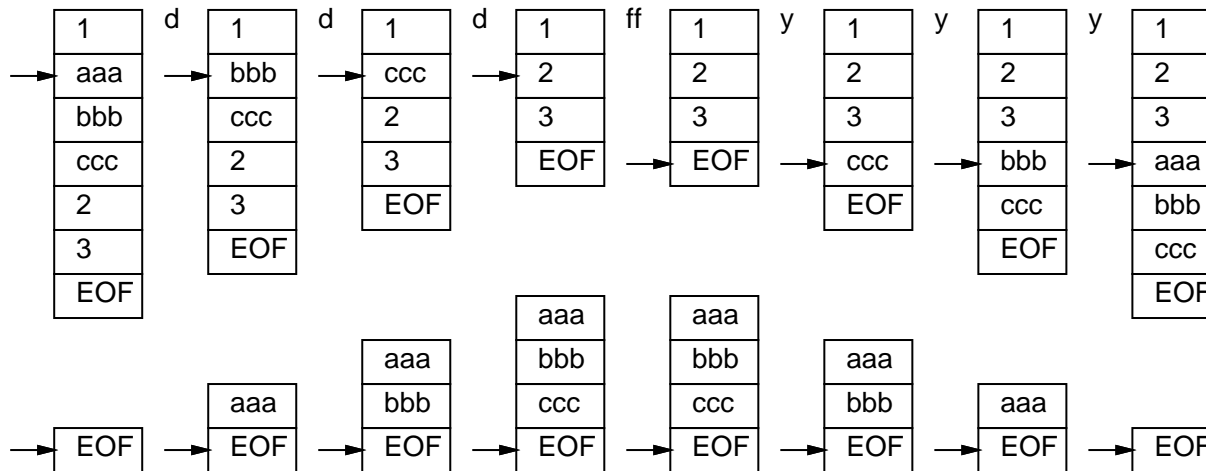 1 d 1 d 1 d 1 ff 1 y 1 y 1 y 1
aaa bbb ccc 2 2 2 2 2
bbb ccc 2 3 3 3 3 3
ccc 2 3 EOF EOF ccc bbb aaa
2 3 EOF EOF ccc bbb
3 EOF EOF ccc
EOF EOF
aaa aaa
aaa bbb bbb aaa
aaa bbb ccc ccc bbb aaa
EOF EOF EOF EOF EOF EOF EOF EOF